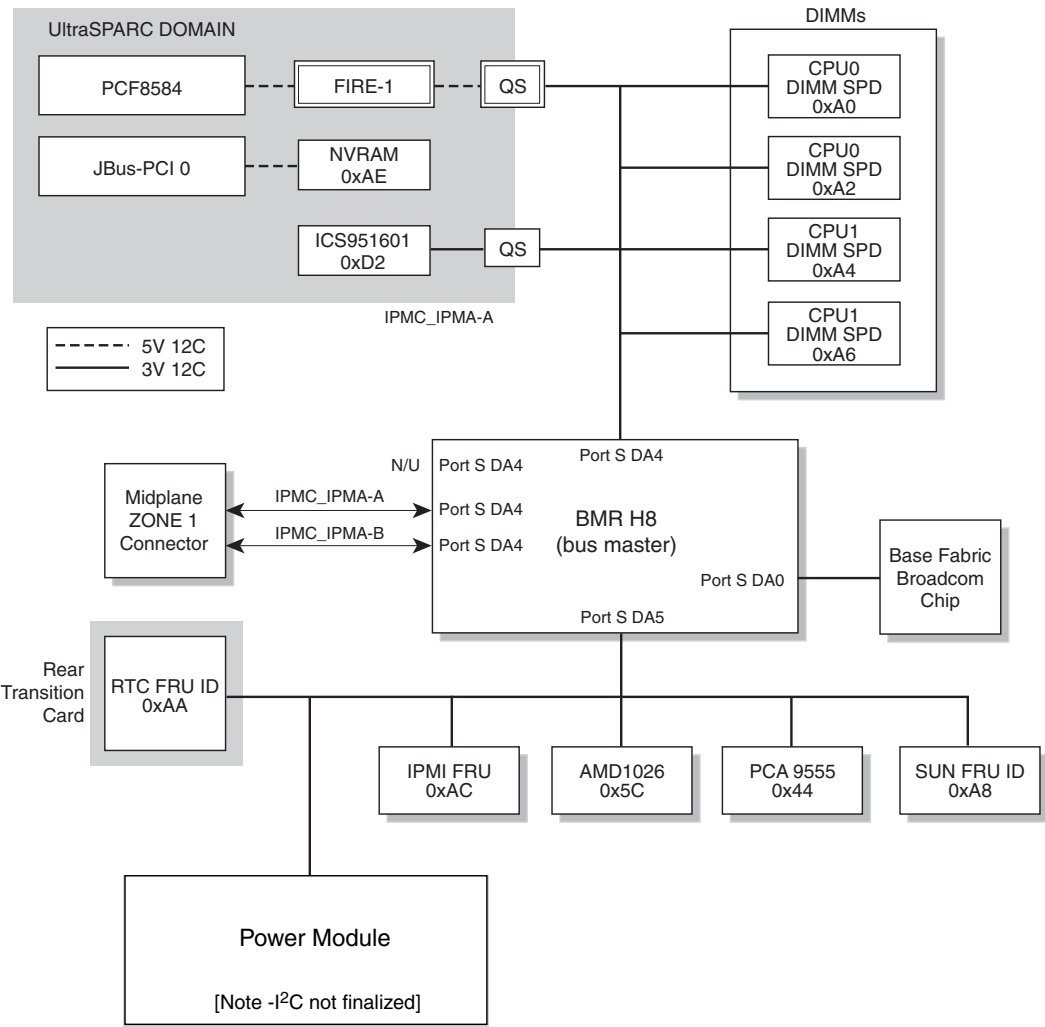 UltraSPARC DOMAIN
PCF8584
FIRE-1
QS
JBus-PCI 0
NVRAM
0xAE
ICS951601
0xD2
QS
IPMC_IPMA-A
DIMMs
CPU0
DIMM SPD
0xA0
CPU0
DIMM SPD
0xA2
CPU1
DIMM SPD
0xA4
CPU1
DIMM SPD
0xA6
5V 12C
3V 12C
Midplane
ZONE 1
Connector
IPMC_IPMA-A
IPMC_IPMA-B
N/U
Port S DA4
Port S DA4
Port S DA4
Port S DA4
BMR H8
(bus master)
Port S DA0
Port S DA5
Base Fabric
Broadcom
Chip
Rear
Transition
Card
RTC FRU ID
0xAA
IPMI FRU
0xAC
AMD1026
0x5C
PCA 9555
0x44
SUN FRU ID
0xA8
Power Module
[Note -I²C not finalized]